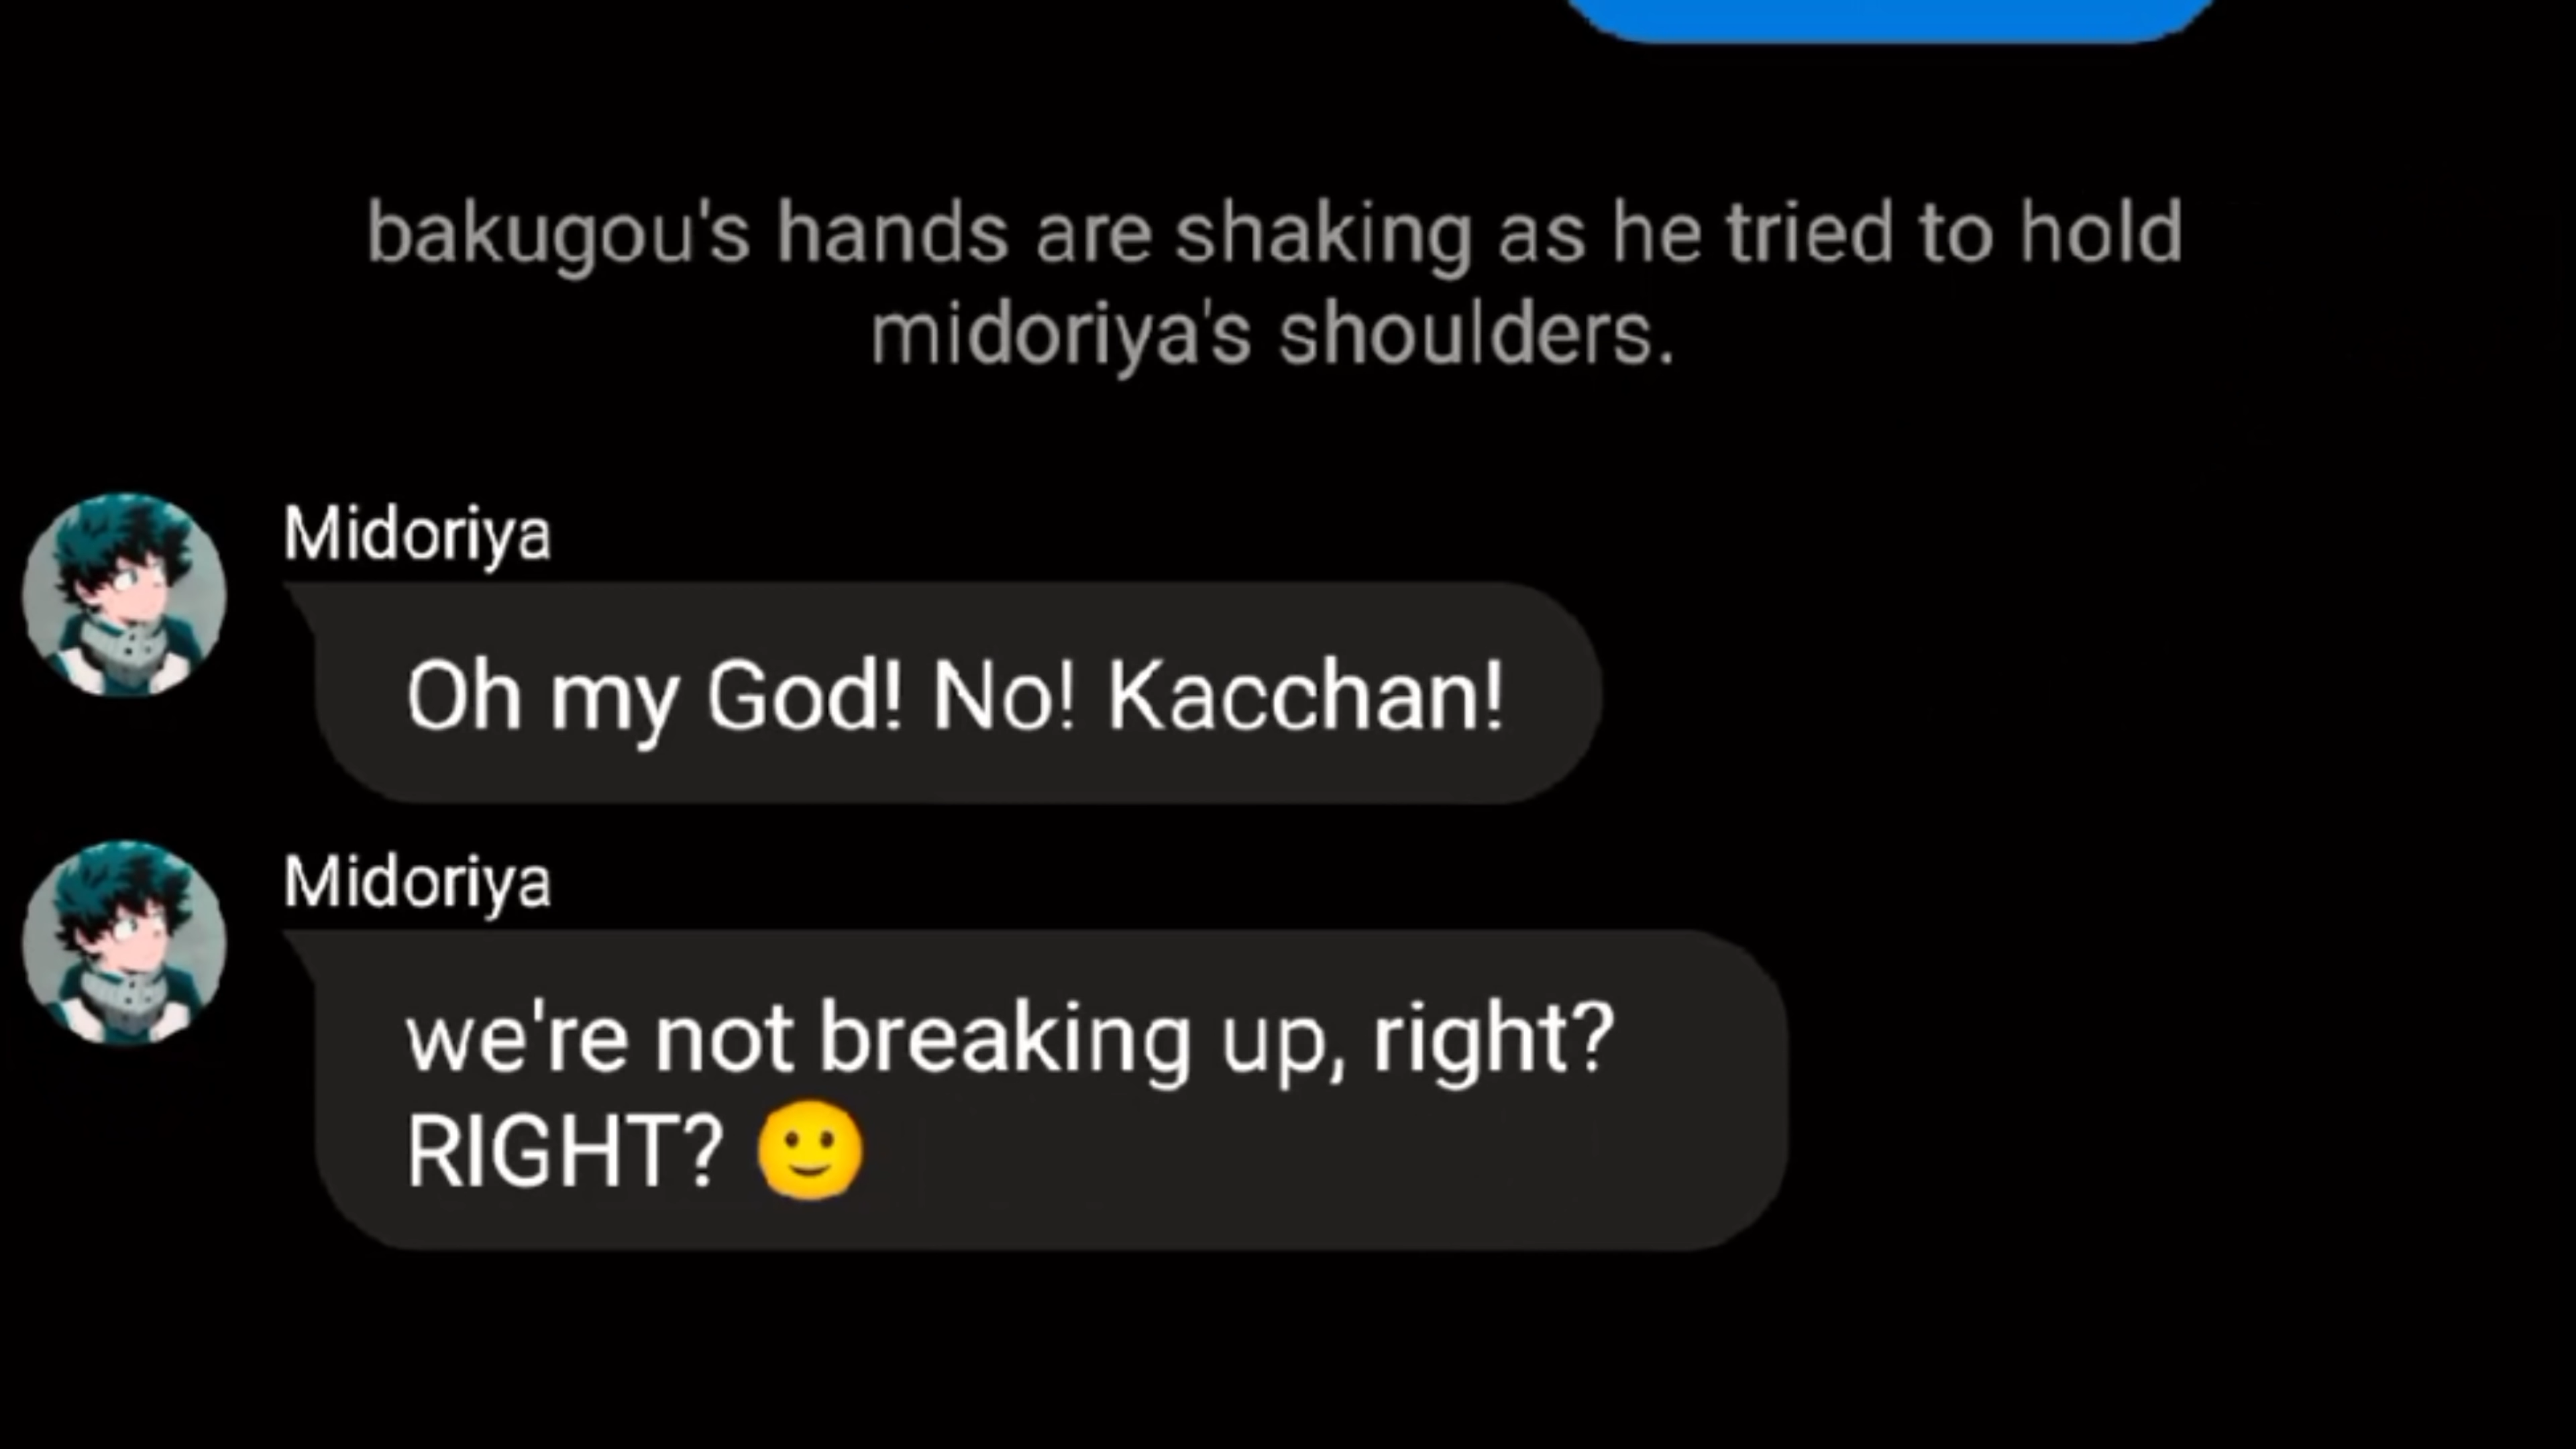 bakugou's hands are shaking as he tried to hold
midoriya's shoulders.
Midoriya
Oh my God! No! Kacchan!
Midoriya
we're not breaking up, right?
RIGHT? 🙂